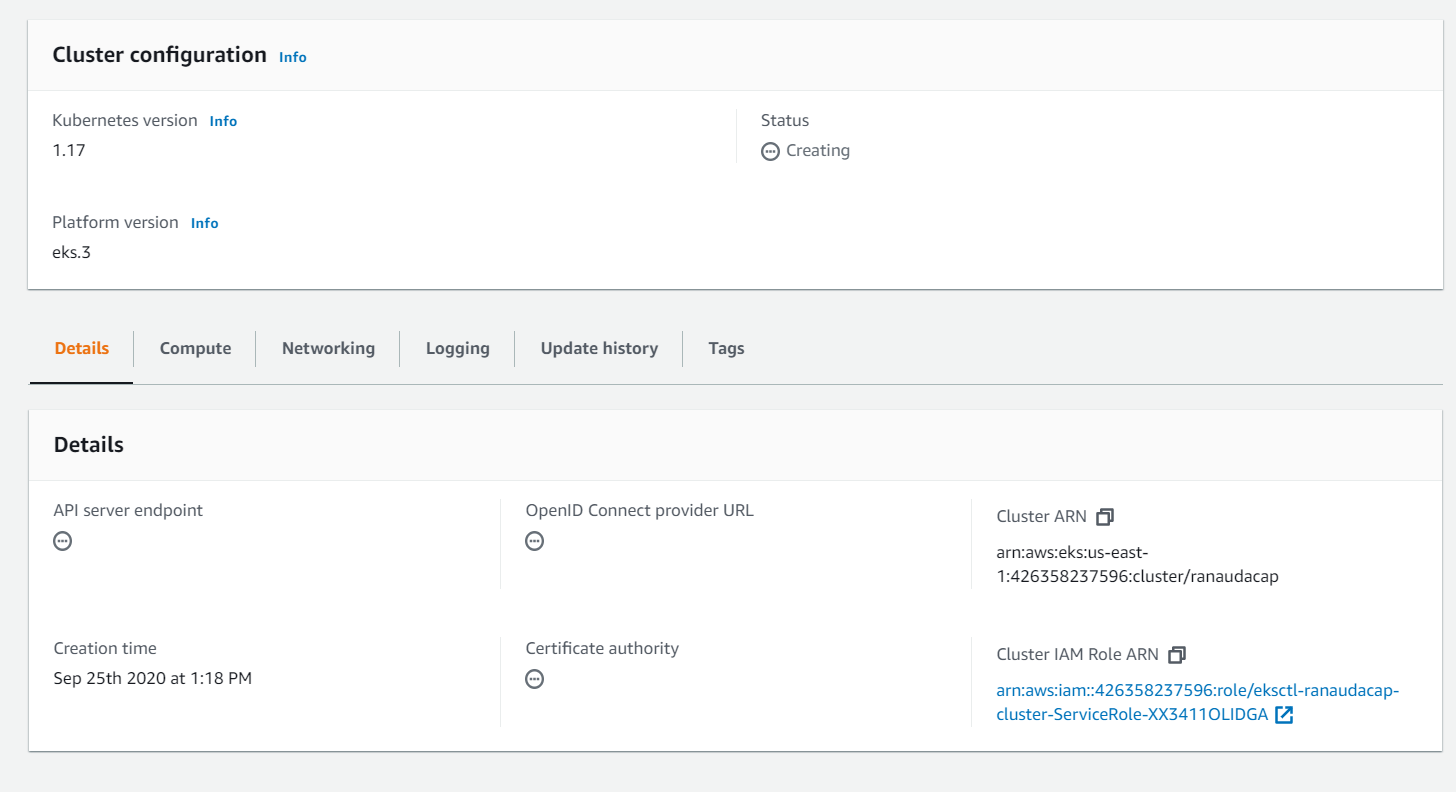 Cluster configuration Info
Kubernetes version Info
1.17
Status
Creating
Platform version Info
eks.3
Details
Compute
Networking
Logging
Update history
Tags
Details
API server endpoint
OpenID Connect provider URL
Cluster ARN
arn:aws:eks:us-east-
1:426358237596:cluster/ranaudacap
Creation time
Sep 25th 2020 at 1:18 PM
Certificate authority
Cluster IAM Role ARN
arn:aws:iam::426358237596:role/eksctl-ranaudacap-
cluster-ServiceRole-XX3411OLIDGA